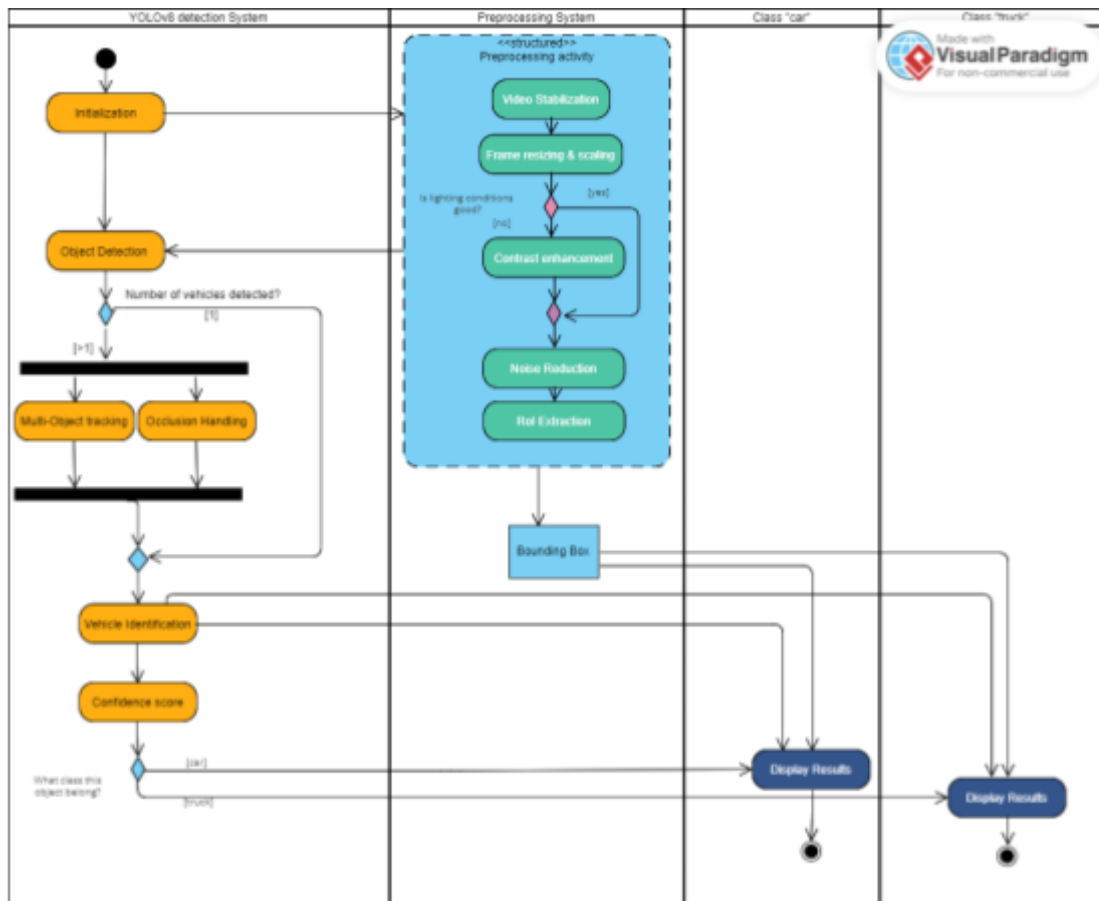 YOLOv8 detection System
Preprocessing System
Class "car"
Class "truck"
Made with
VisualParadigm
For non-commercial use
<<structured>>
Preprocessing activity
Initialization
Video Stabilization
Frame resizing & scaling
Is lighting conditions
good?
[yes]
[no]
Object Detection
Contrast enhancement
Number of vehicles detected?
[1]
[>1]
Noise Reduction
Multi-Object tracking
Occlusion Handling
RoI Extraction
Bounding Box
Vehicle Identification
Confidence score
What class this
object belong?
[car]
[truck]
Display Results
Display Results